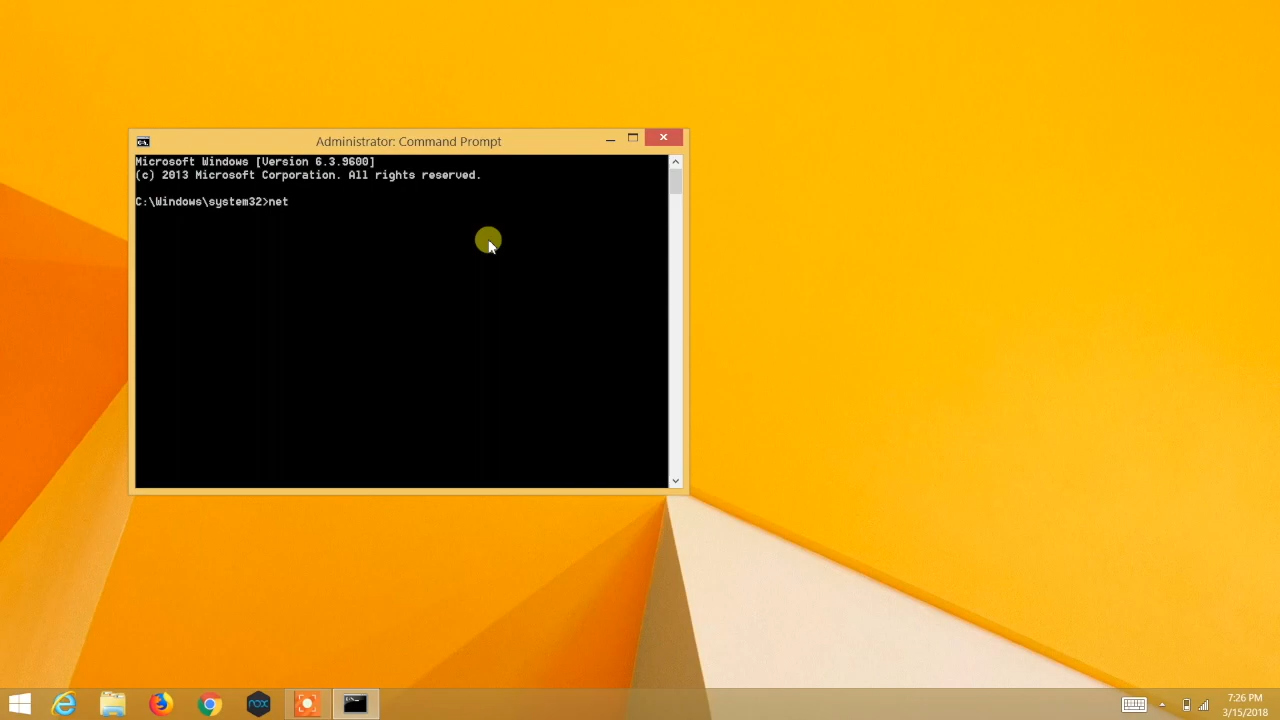 Administrator: Command Prompt
Microsoft Windows [Version 6.3.9600]
(c) 2013 Microsoft Corporation. All rights reserved.
C:\Windows\system32>net
nox
7:26 PM
3/15/2018